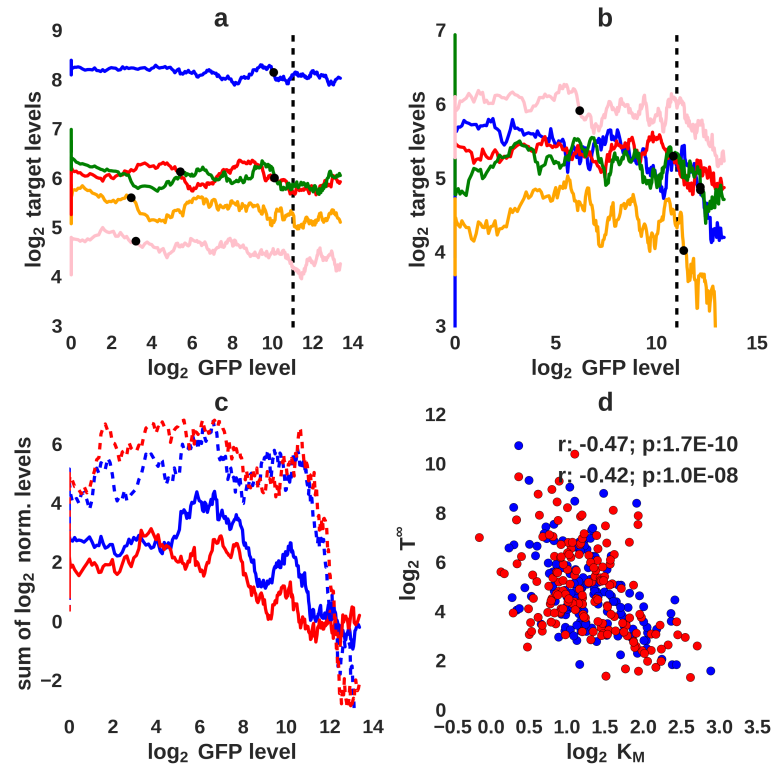 a
9
8
7
6
5
4
3
log2 target levels
0 2 4 6 8 10 12 14
log2 GFP level
b
7
6
5
4
3
log2 target levels
0 5 10 15
log2 GFP level
c
6
4
2
0
−2
sum of log2 norm. levels
0 2 4 6 8 10 12 14
log2 GFP level
d
12
10
8
6
4
2
0
log2 T∞
r: -0.47; p:1.7E-10
r: -0.42; p:1.0E-08
−0.5 0.0 0.5 1.0 1.5 2.0 2.5 3.0 3.5
log2 KM